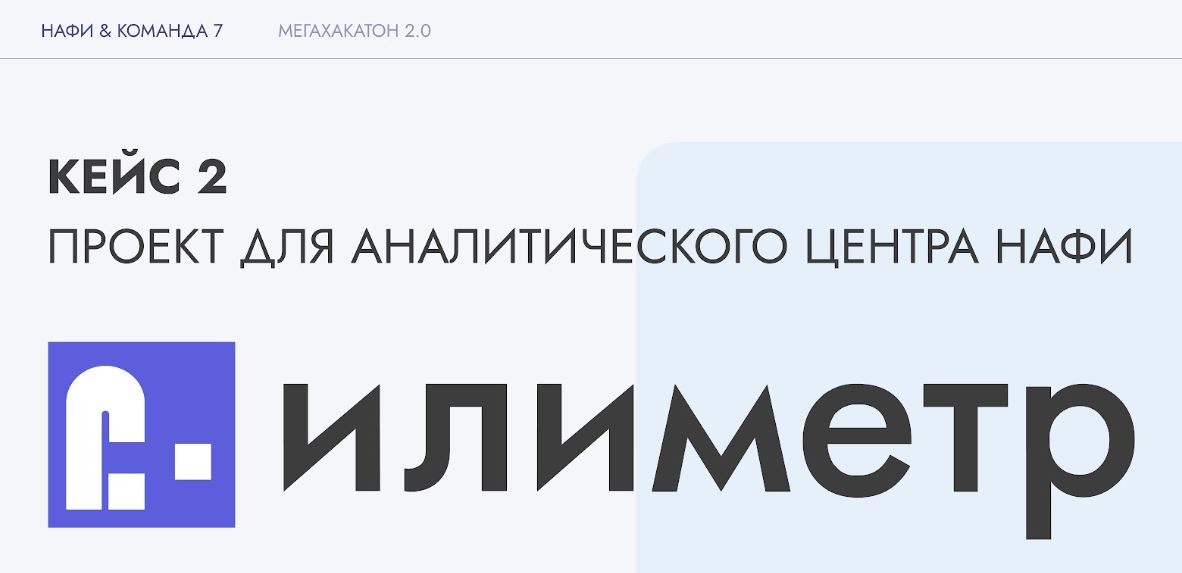 НАФИ & КОМАНДА 7
МЕГАХАКАТОН 2.0
КЕЙС 2
ПРОЕКТ ДЛЯ АНАЛИТИЧЕСКОГО ЦЕНТРА НАФИ
илиметр